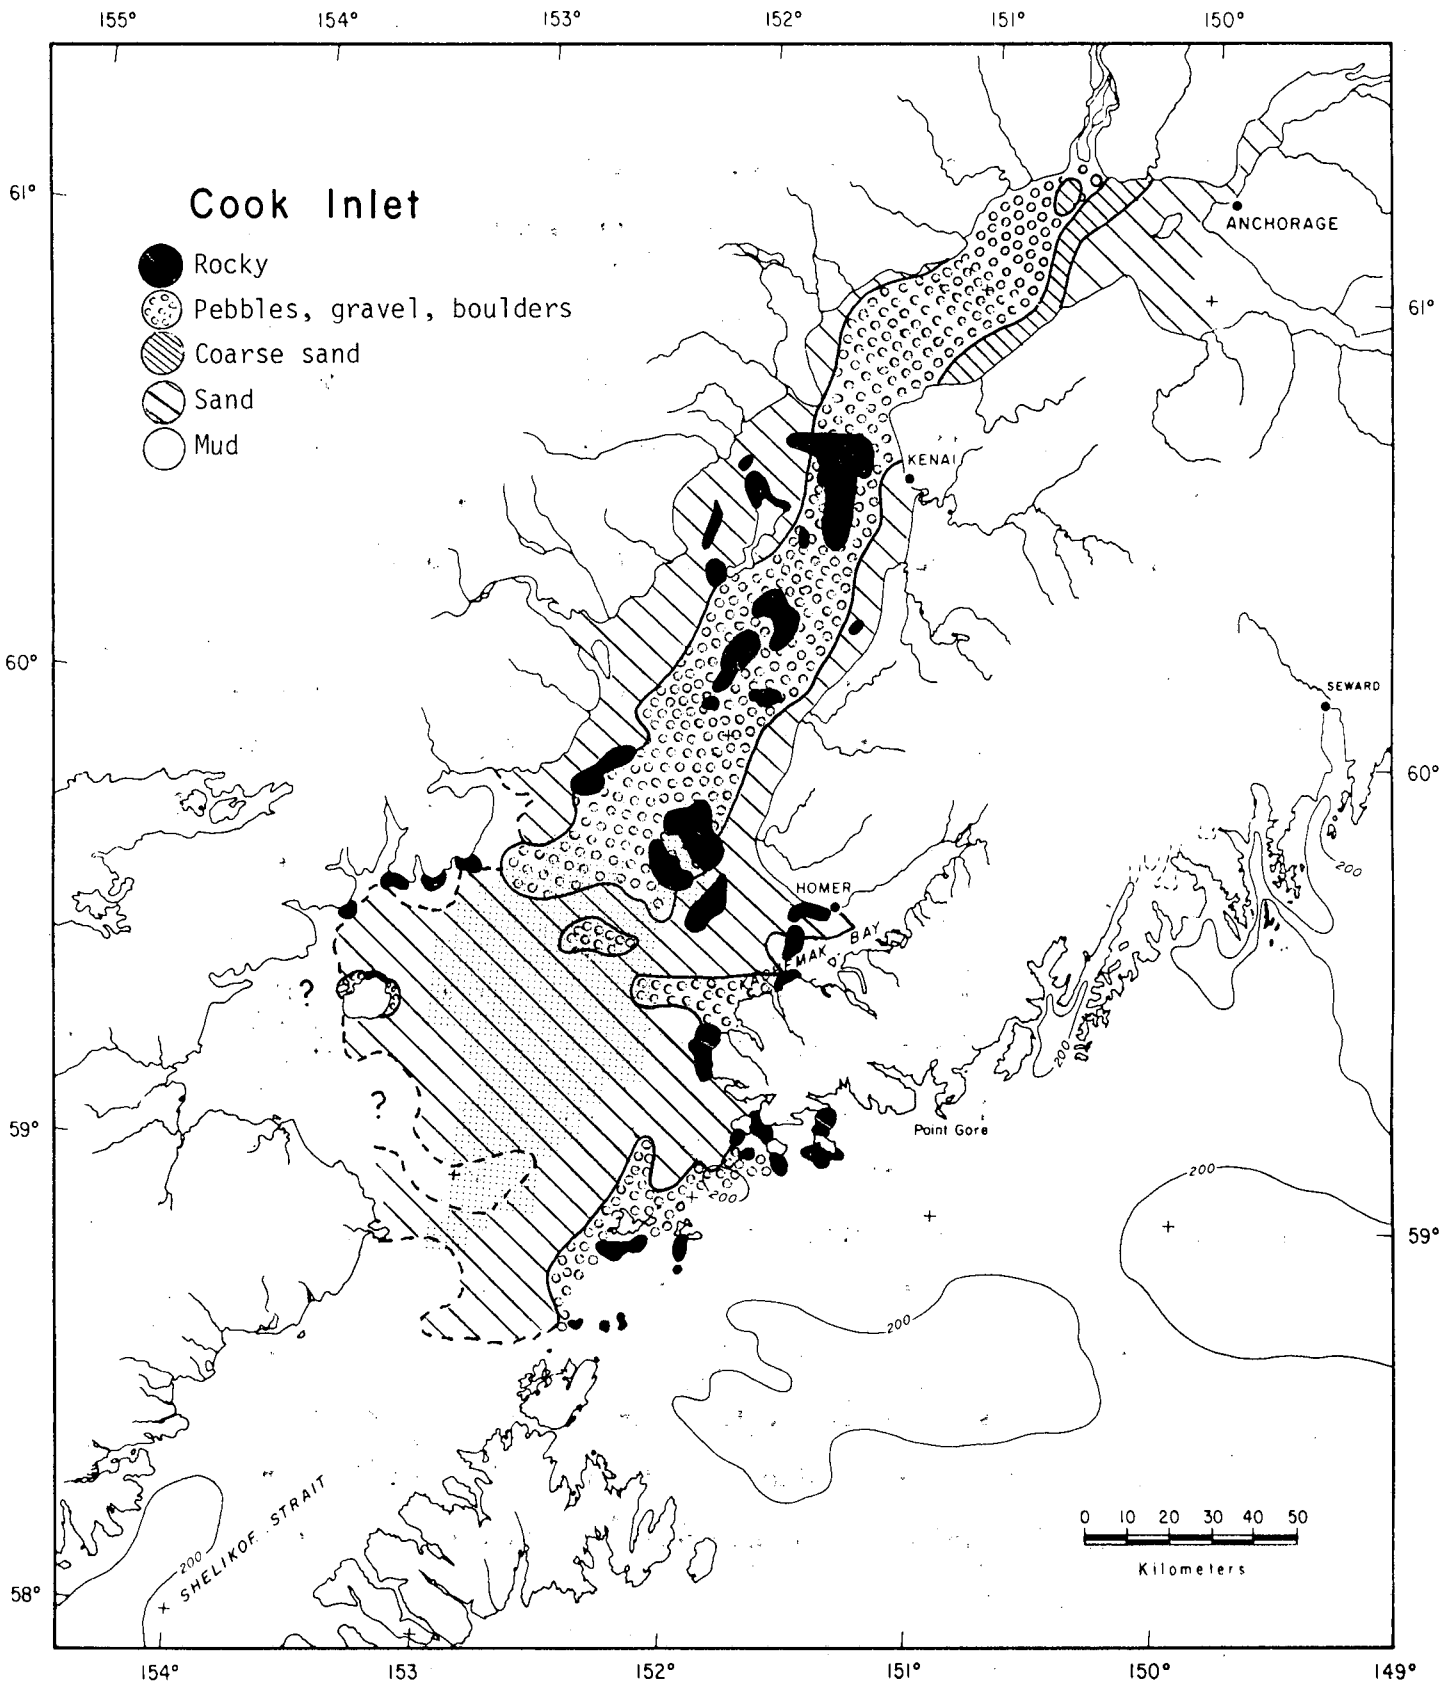 155° 154° 153° 152° 151° 150°
61°
Cook Inlet
Rocky
Pebbles, gravel, boulders
Coarse sand
Sand
Mud
ANCHORAGE
61°
KENAI
60°
SEWARD
60°
200
HOMER
KACHEMAK BAY
?
200
?
59°
Point Gore
200
200
59°
200
SHELIKOF STRAIT
200
0 10 20 30 40 50
Kilometers
58°
154° 153 152° 151° 150° 149°